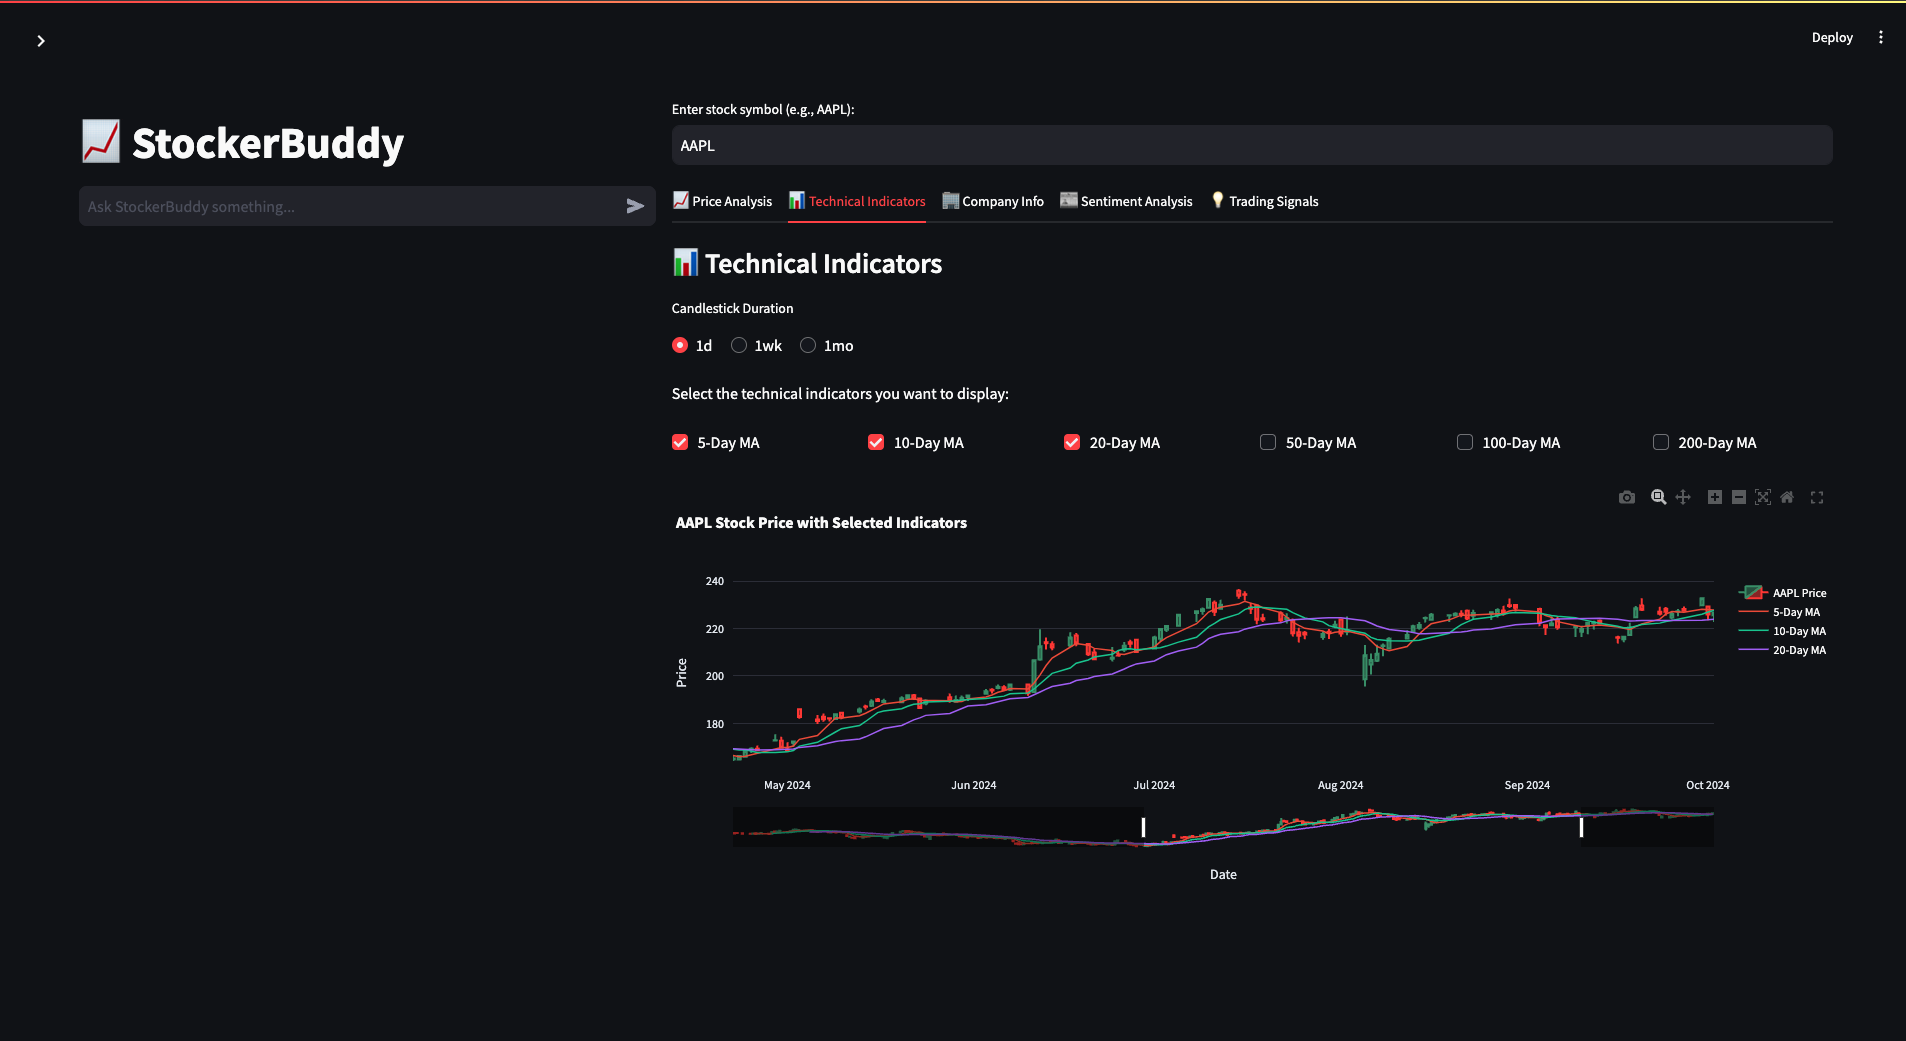 Deploy
StockerBuddy
Ask StockerBuddy something...
Enter stock symbol (e.g., AAPL):
AAPL
Price Analysis
Technical Indicators
Company Info
Sentiment Analysis
Trading Signals
Technical Indicators
Candlestick Duration
1d 1wk 1mo
Select the technical indicators you want to display:
5-Day MA 10-Day MA 20-Day MA 50-Day MA 100-Day MA 200-Day MA
AAPL Stock Price with Selected Indicators
240
220
200
180
Price
AAPL Price
5-Day MA
10-Day MA
20-Day MA
May 2024 Jun 2024 Jul 2024 Aug 2024 Sep 2024 Oct 2024
Date